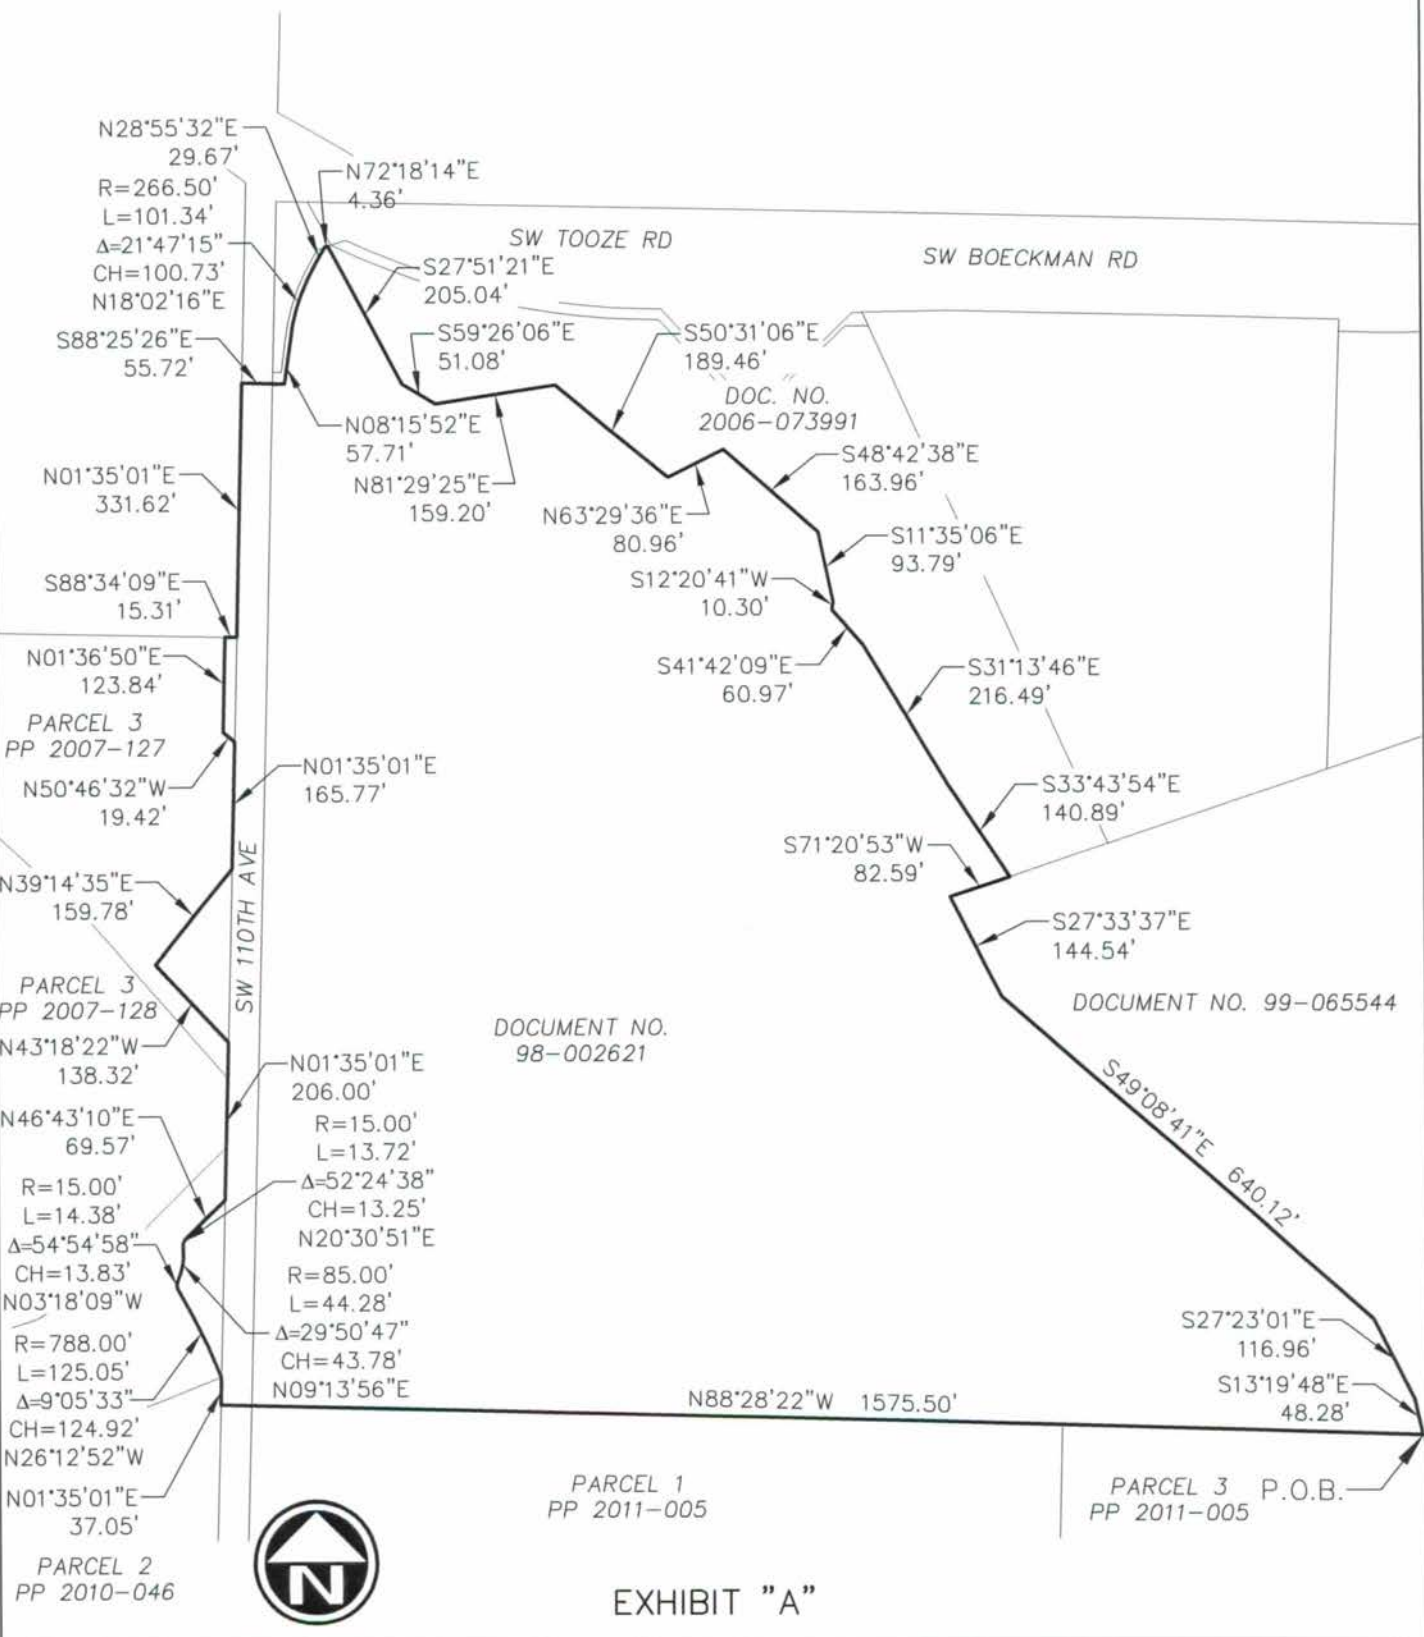 N28°55'32"E
29.67'
R=266.50'
L=101.34'
Δ=21°47'15"
CH=100.73'
N18°02'16"E
S88°25'26"E
55.72'
N72°18'14"E
4.36'
SW TOOZE RD
SW BOECKMAN RD
S27°51'21"E
205.04'
S59°26'06"E
51.08'
S50°31'06"E
189.46'
DOC. NO.
2006-073991
N08°15'52"E
57.71'
N81°29'25"E
159.20'
N63°29'36"E
80.96'
S48°42'38"E
163.96'
S11°35'06"E
93.79'
S12°20'41"W
10.30'
S41°42'09"E
60.97'
S31°13'46"E
216.49'
S33°43'54"E
140.89'
S71°20'53"W
82.59'
S27°33'37"E
144.54'
DOCUMENT NO. 99-065544
N01°35'01"E
331.62'
S88°34'09"E
15.31'
N01°36'50"E
123.84'
PARCEL 3
PP 2007-127
N50°46'32"W
19.42'
N01°35'01"E
165.77'
N39°14'35"E
159.78'
SW 110TH AVE
PARCEL 3
PP 2007-128
N43°18'22"W
138.32'
DOCUMENT NO.
98-002621
N01°35'01"E
206.00'
N46°43'10"E
69.57'
R=15.00'
L=13.72'
Δ=52°24'38"
CH=13.25'
N20°30'51"E
R=15.00'
L=14.38'
Δ=54°54'58"
CH=13.83'
N03°18'09"W
R=85.00'
L=44.28'
Δ=29°50'47"
CH=43.78'
N09°13'56"E
R=788.00'
L=125.05'
Δ=9°05'33"
CH=124.92'
N26°12'52"W
N01°35'01"E
37.05'
S49°08'41"E 640.12'
S27°23'01"E
116.96'
S13°19'48"E
48.28'
N88°28'22"W 1575.50'
PARCEL 1
PP 2011-005
PARCEL 3
PP 2011-005
P.O.B.
PARCEL 2
PP 2010-046
N
EXHIBIT "A"